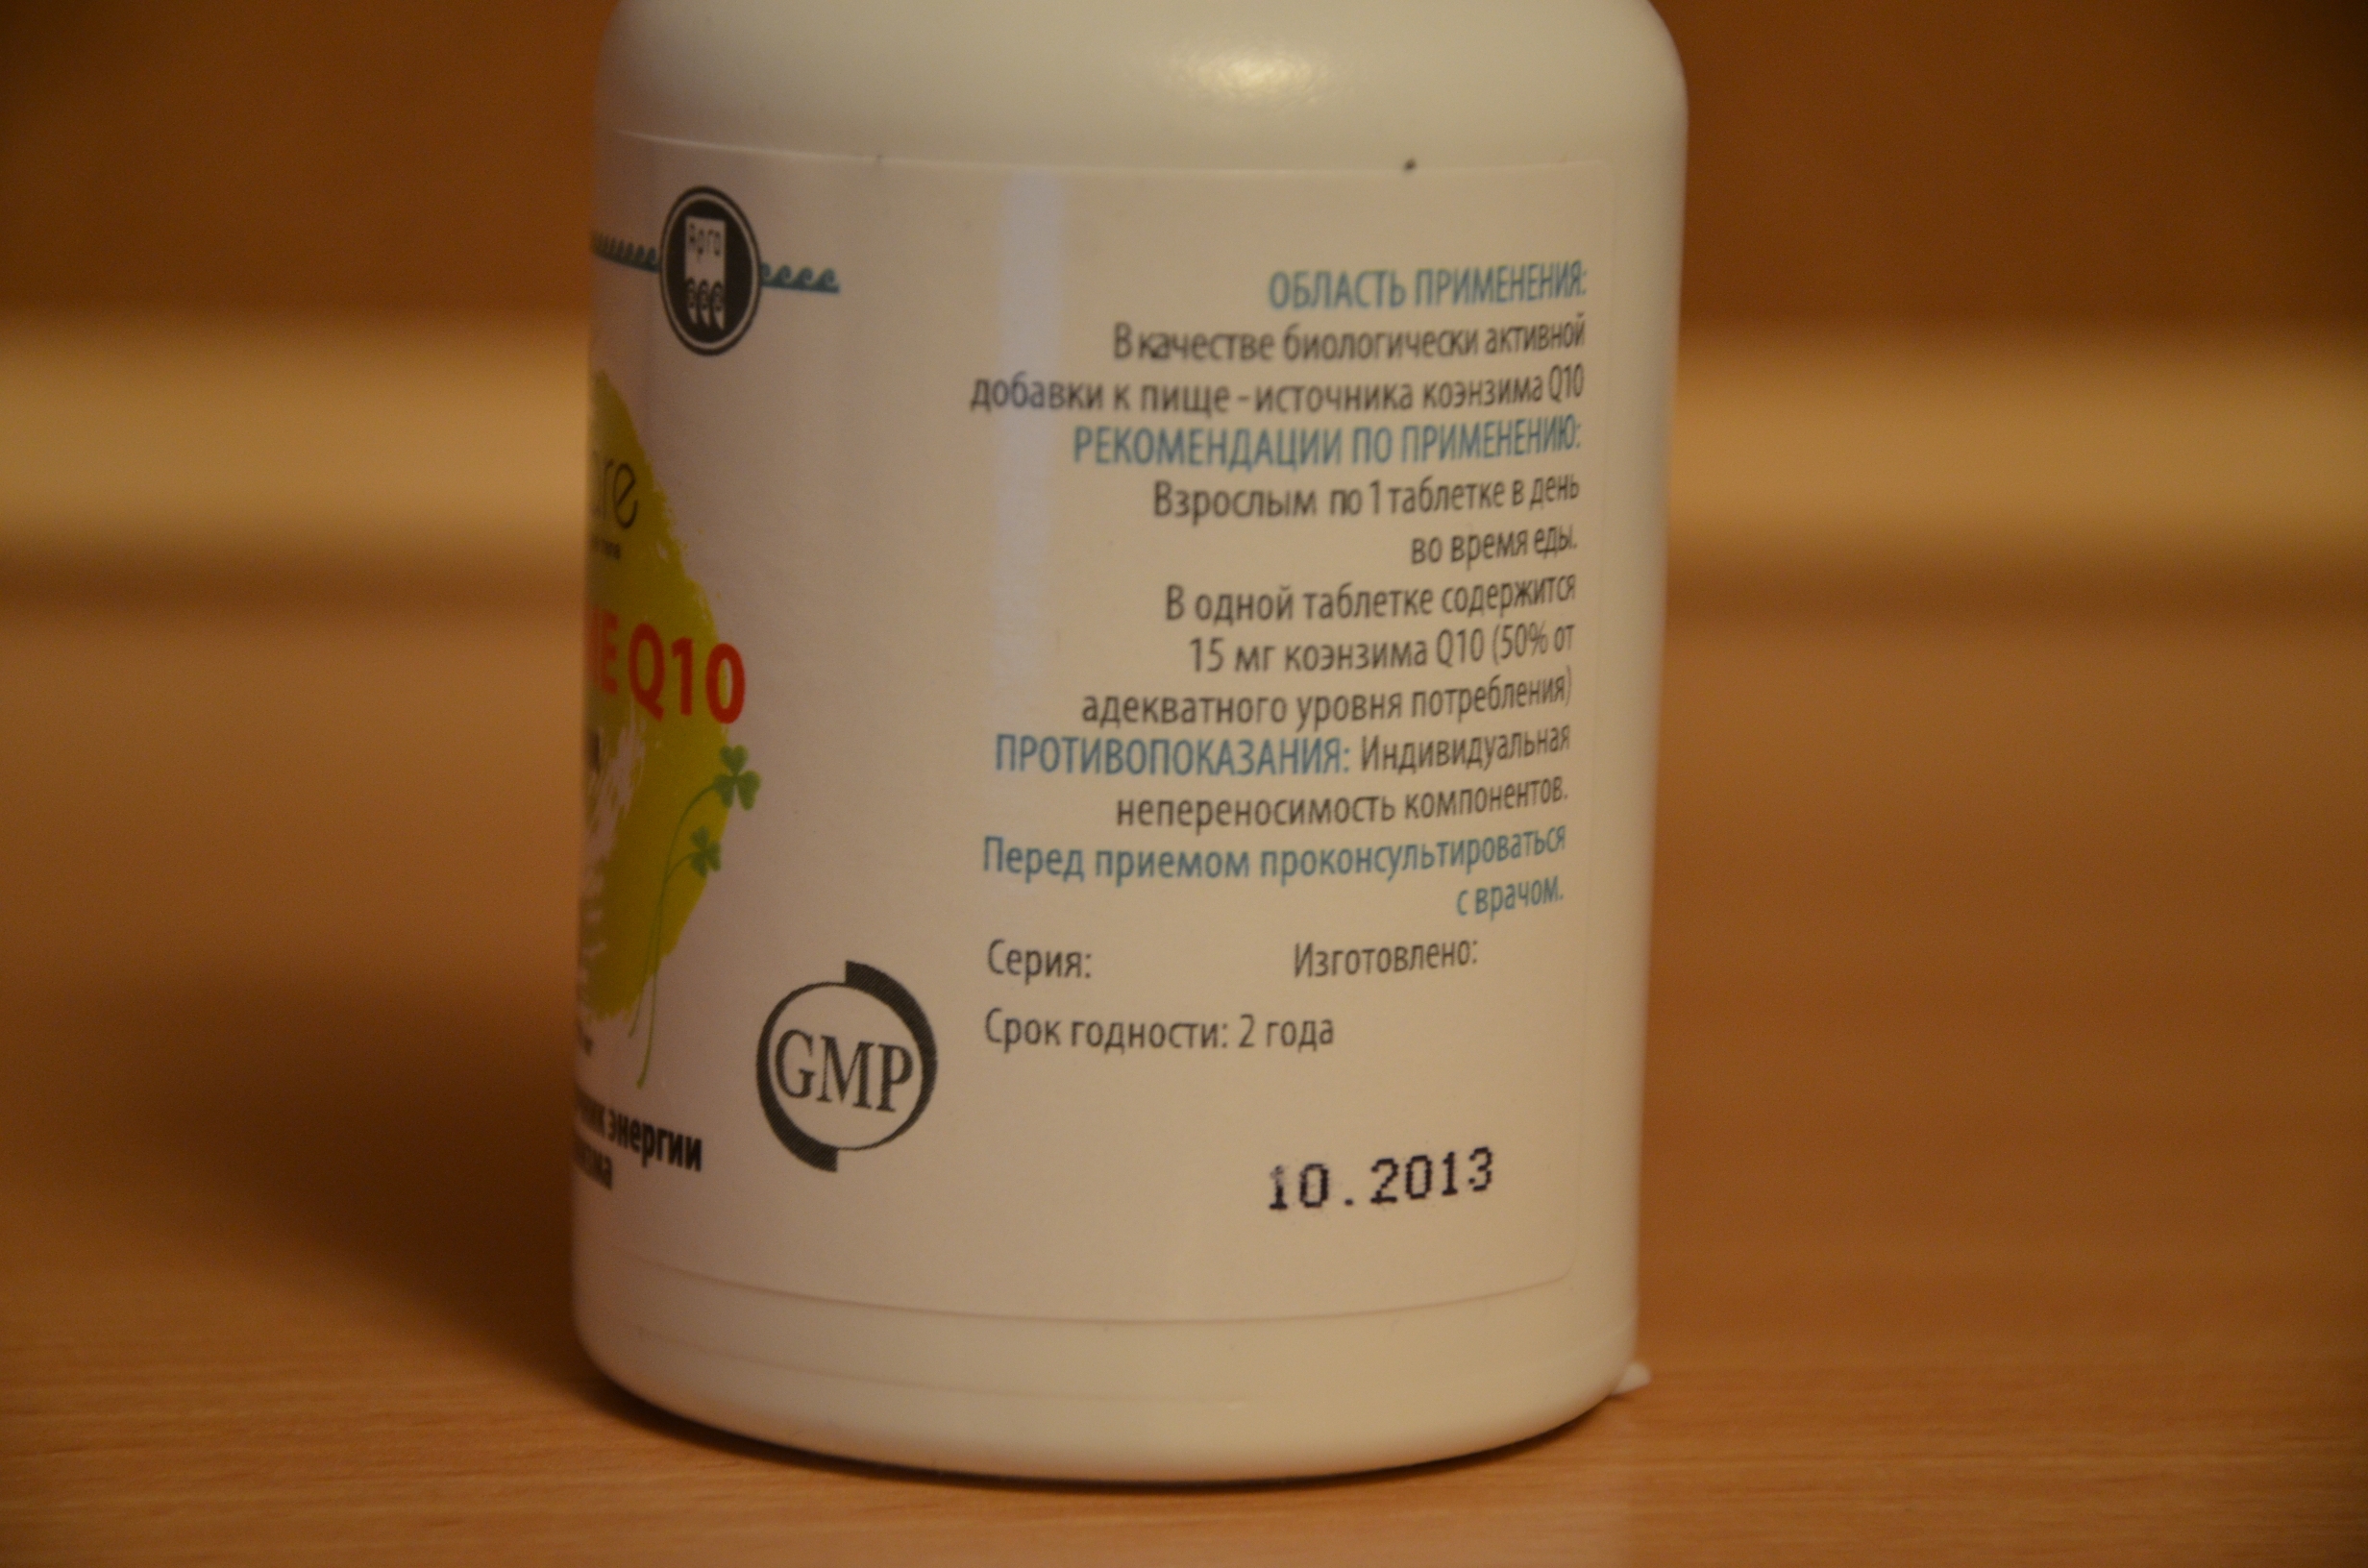 Арго
re
E Q10
энергии
ОБЛАСТЬ ПРИМЕНЕНИЯ:
В качестве биологически активной
добавки к пище - источника коэнзима Q10
РЕКОМЕНДАЦИИ ПО ПРИМЕНЕНИЮ:
Взрослым по 1 таблетке в день
во время еды.
В одной таблетке содержится
15 мг коэнзима Q10 (50% от
адекватного уровня потребления)
ПРОТИВОПОКАЗАНИЯ: Индивидуальная
непереносимость компонентов.
Перед приемом проконсультироваться
с врачом.
Серия: Изготовлено:
Срок годности: 2 года
GMP
10.2013